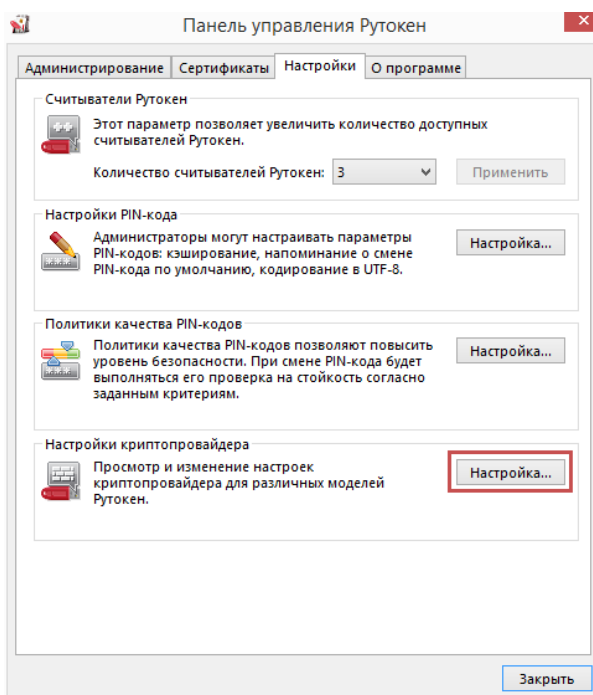 Панель управления Рутокен
Администрирование Сертификаты Настройки О программе
Считыватели Рутокен
Этот параметр позволяет увеличить количество доступных
считывателей Рутокен.
Количество считывателей Рутокен: 3 Применить
Настройки PIN-кода
Администраторы могут настраивать параметры
PIN-кодов: кэширование, напоминание о смене
PIN-кода по умолчанию, кодирование в UTF-8.
Настройка...
Политики качества PIN-кодов
Политики качества PIN-кодов позволяют повысить
уровень безопасности. При смене PIN-кода будет
выполняться его проверка на стойкость согласно
заданным критериям.
Настройка...
Настройки криптопровайдера
Просмотр и изменение настроек
криптопровайдера для различных моделей
Рутокен.
Настройка...
Закрыть